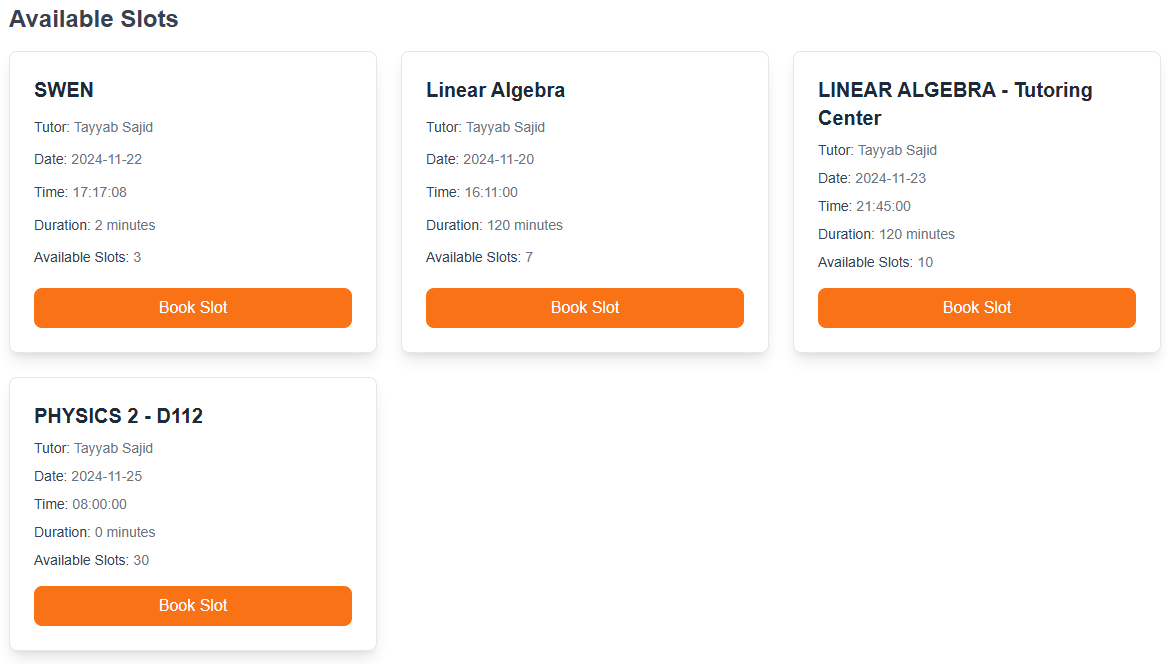 Available Slots
SWEN
Tutor: Tayyab Sajid
Date: 2024-11-22
Time: 17:17:08
Duration: 2 minutes
Available Slots: 3
Book Slot
Linear Algebra
Tutor: Tayyab Sajid
Date: 2024-11-20
Time: 16:11:00
Duration: 120 minutes
Available Slots: 7
Book Slot
LINEAR ALGEBRA - Tutoring
Center
Tutor: Tayyab Sajid
Date: 2024-11-23
Time: 21:45:00
Duration: 120 minutes
Available Slots: 10
Book Slot
PHYSICS 2 - D112
Tutor: Tayyab Sajid
Date: 2024-11-25
Time: 08:00:00
Duration: 0 minutes
Available Slots: 30
Book Slot